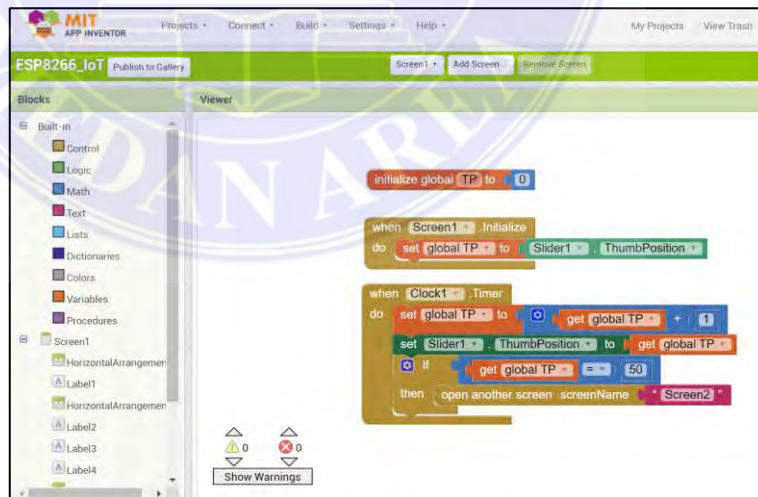 MIT
APP INVENTOR
Projects Connect Build Settings Help My Projects View Trash
ESP8266_IoT Publish to Gallery Screen1 Add Screen ... Remove Screen
Blocks Viewer
Built-in
Control
Logic
Math
Text
Lists
Dictionaries
Colors
Variables
Procedures
Screen1
HorizontalArrangemen
Label1
HorizontalArrangemen
Label2
Label3
Label4
initialize global TP to 0
when Screen1 .Initialize
do set global TP to Slider1 . ThumbPosition
when Clock1 .Timer
do set global TP to get global TP + 1
set Slider1 . ThumbPosition to get global TP
if get global TP = 50
then open another screen screenName " Screen2 "
0 0
Show Warnings
EDAN AREA